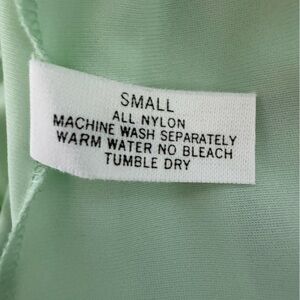 SMALL
ALL NYLON
MACHINE WASH SEPARATELY
WARM WATER NO BLEACH
TUMBLE DRY